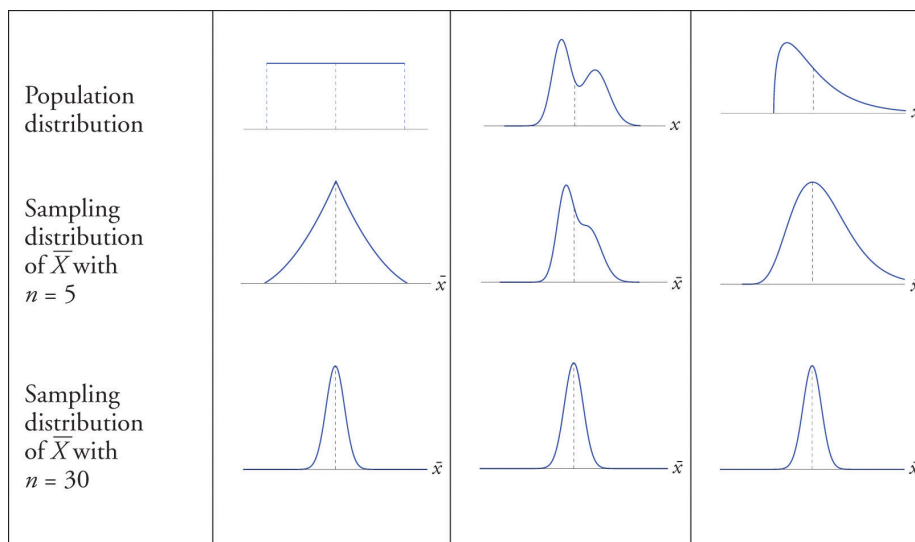 Population
distribution
x
x
Sampling
distribution
of X̅ with
n = 5
x̄
x̄
x̄
Sampling
distribution
of X̅ with
n = 30
x̄
x̄
x̄